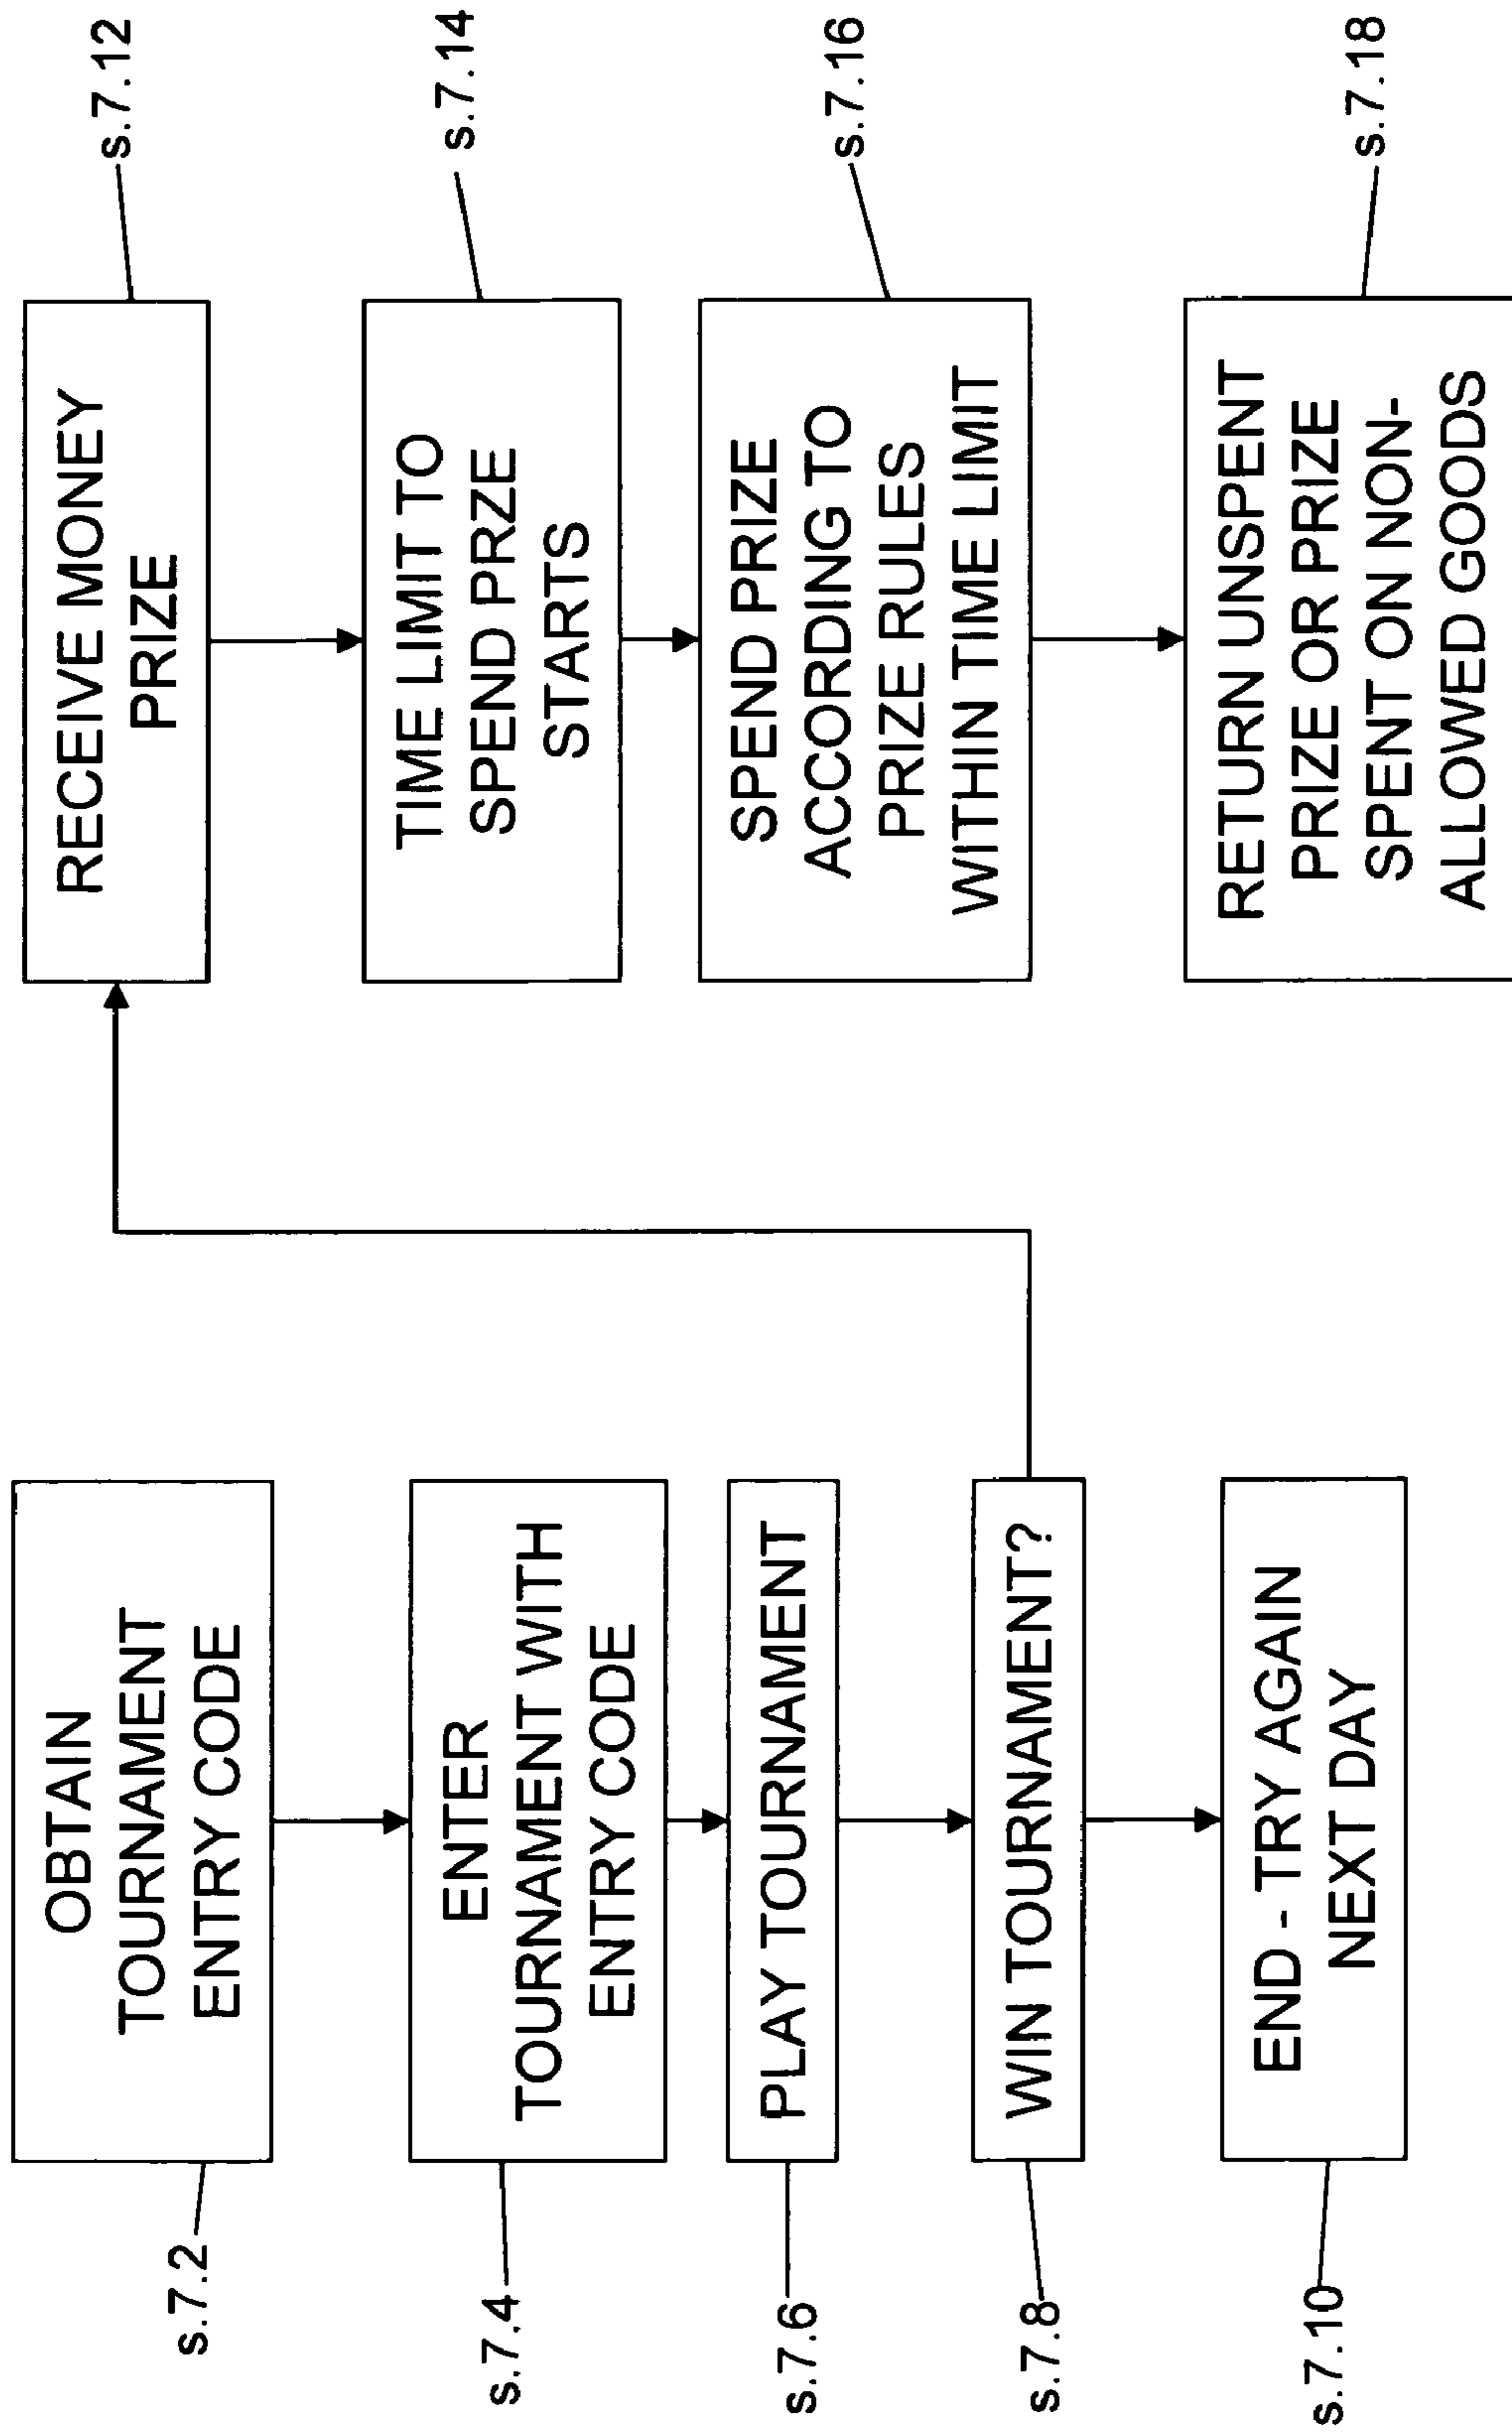 s.7.2
OBTAIN
TOURNAMENT
ENTRY CODE
s.7.4
ENTER
TOURNAMENT WITH
ENTRY CODE
s.7.6
PLAY TOURNAMENT
s.7.8
WIN TOURNAMENT?
s.7.10
END - TRY AGAIN
NEXT DAY
RECEIVE MONEY
PRIZE
s.7.12
TIME LIMIT TO
SPEND PRZE
STARTS
s.7.14
SPEND PRIZE
ACCORDING TO
PRIZE RULES
WITHIN TIME LIMIT
s.7.16
RETURN UNSPENT
PRIZE OR PRIZE
SPENT ON NON-
ALLOWED GOODS
s.7.18